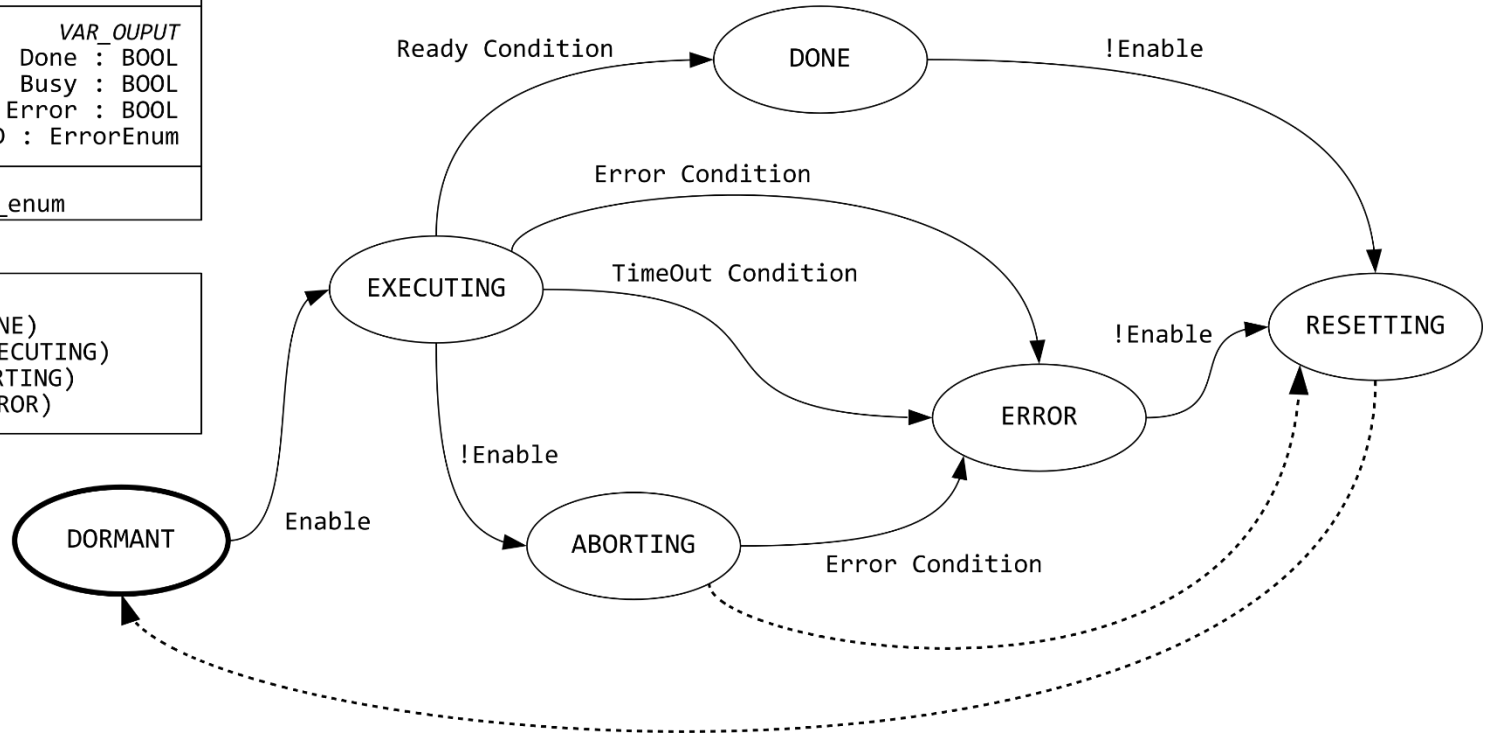 VAR_OUPUT
Done : BOOL
Busy : BOOL
Error : BOOL
: ErrorEnum
_enum
NE)
ECUTING)
RTING)
ROR)
Ready Condition
DONE
!Enable
Error Condition
EXECUTING
TimeOut Condition
!Enable
RESETTING
ERROR
!Enable
DORMANT
Enable
ABORTING
Error Condition